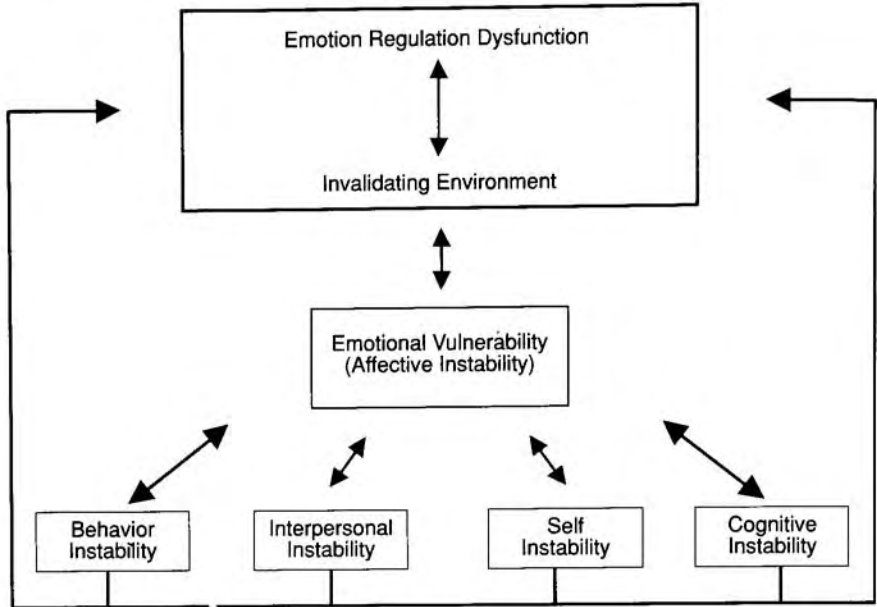 Emotion Regulation Dysfunction
Invalidating Environment
Emotional Vulnerability
(Affective Instability)
Behavior
Instability
Interpersonal
Instability
Self
Instability
Cognitive
Instability